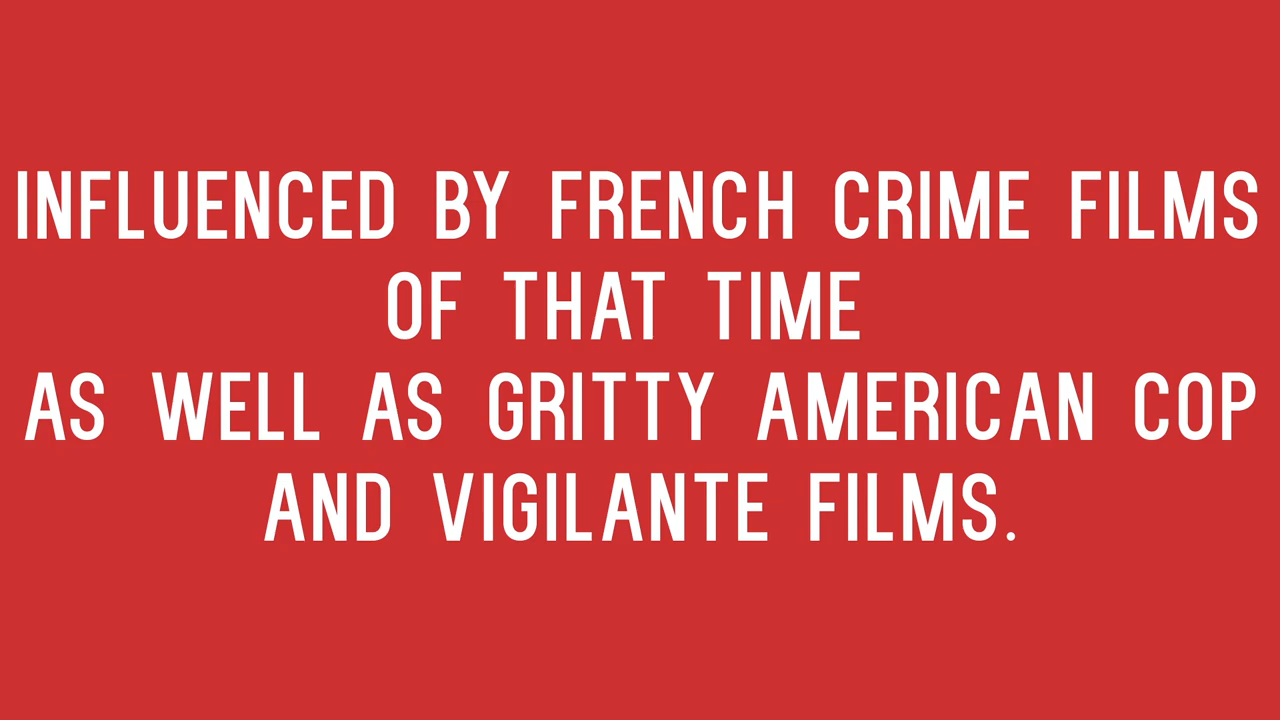 INFLUENCED BY FRENCH CRIME FILMS
OF THAT TIME
AS WELL AS GRITTY AMERICAN COP
AND VIGILANTE FILMS.